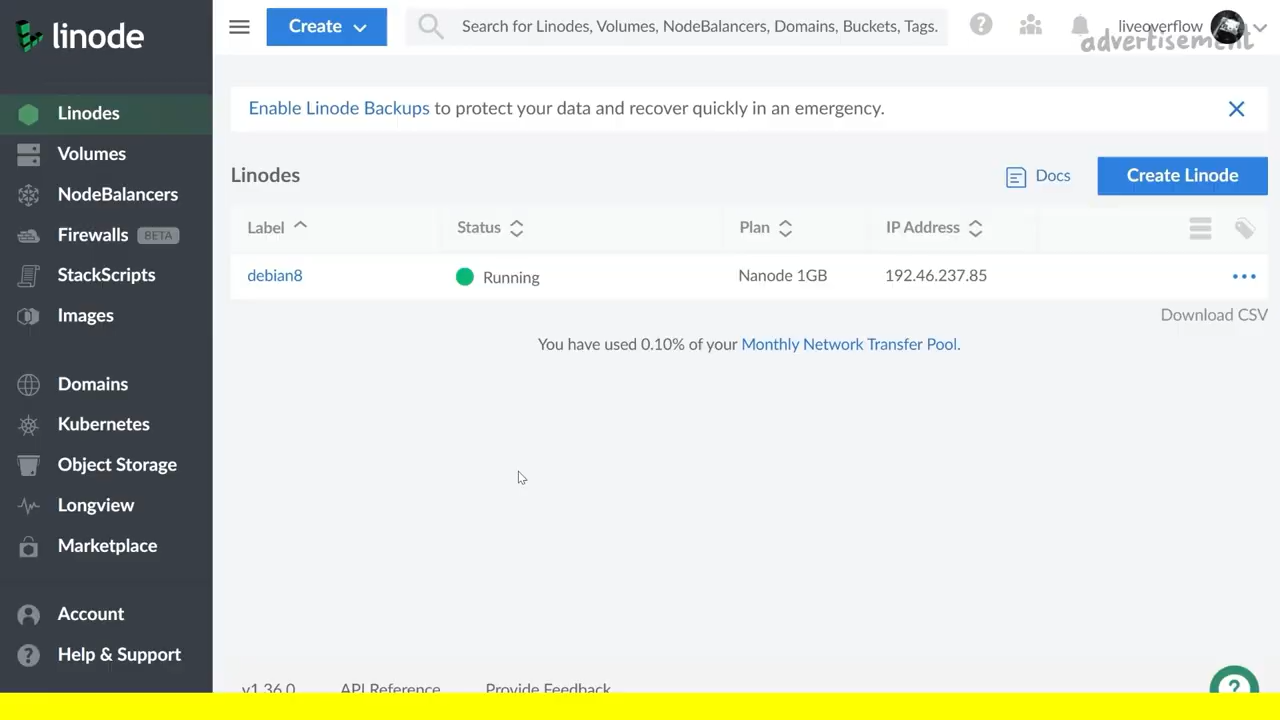 linode
Create
Search for Linodes, Volumes, NodeBalancers, Domains, Buckets, Tags.
liveoverflow
advertisement
Linodes
Volumes
NodeBalancers
Firewalls BETA
StackScripts
Images
Domains
Kubernetes
Object Storage
Longview
Marketplace
Account
Help & Support
Enable Linode Backups to protect your data and recover quickly in an emergency.
Linodes
Docs
Create Linode
Label Status Plan IP Address
debian8 Running Nanode 1GB 192.46.237.85
Download CSV
You have used 0.10% of your Monthly Network Transfer Pool.
v1.36.0 API Reference Provide Feedback